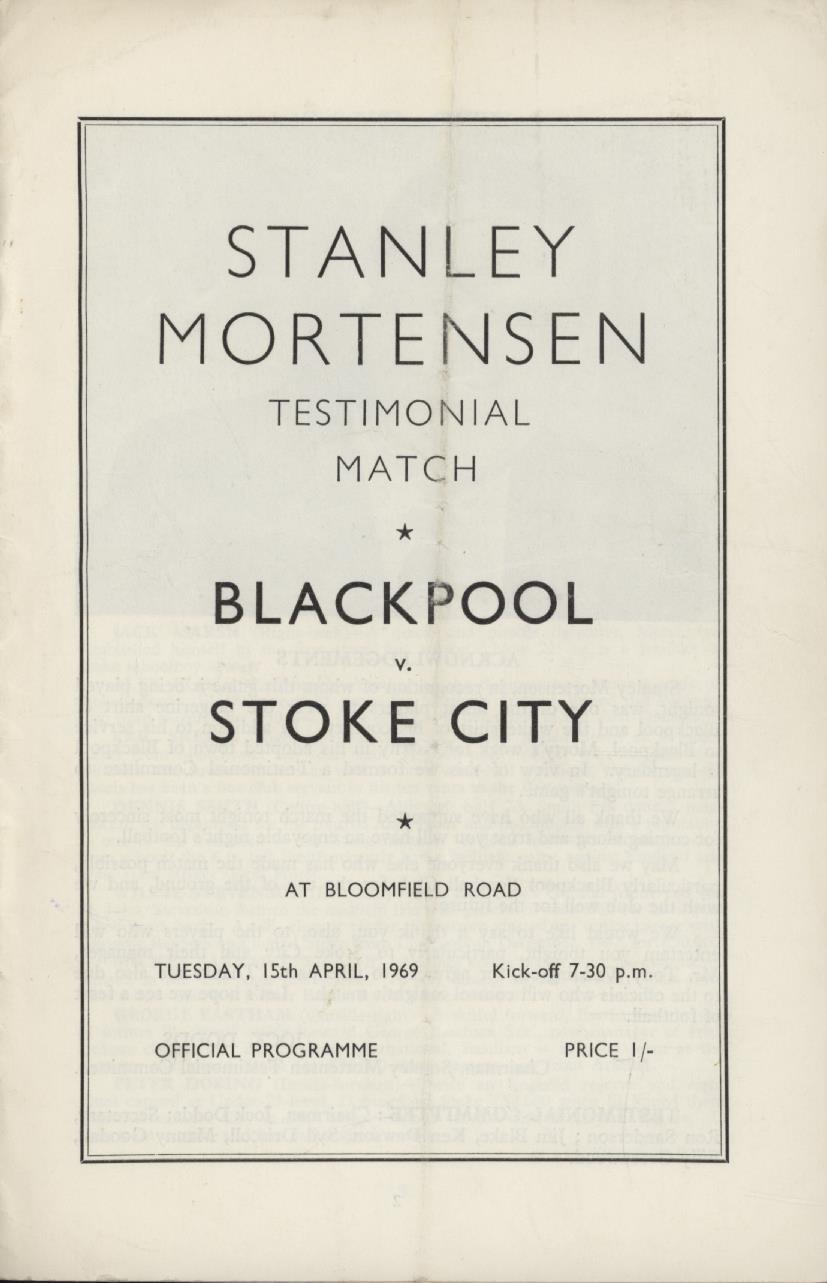 STANLEY
MORTENSEN
TESTIMONIAL
MATCH
★
BLACKPOOL
v.
STOKE CITY
★
AT BLOOMFIELD ROAD
TUESDAY, 15th APRIL, 1969 Kick-off 7-30 p.m.
OFFICIAL PROGRAMME PRICE 1/-